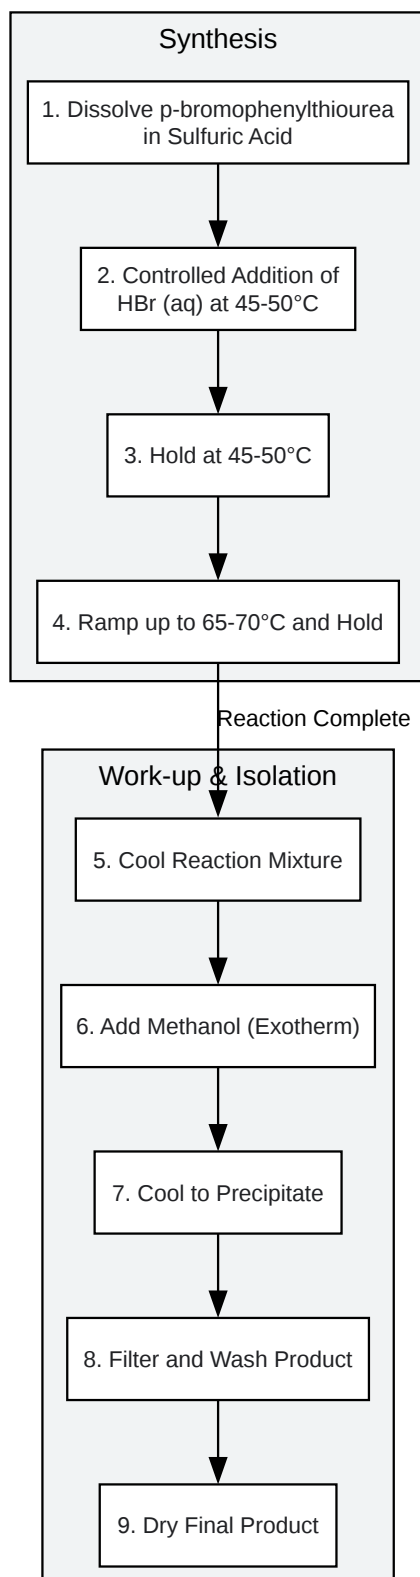 Synthesis
1. Dissolve p-bromophenylthiourea
in Sulfuric Acid
2. Controlled Addition of
HBr (aq) at 45-50°C
3. Hold at 45-50°C
4. Ramp up to 65-70°C and Hold
Reaction Complete
Work-up & Isolation
5. Cool Reaction Mixture
6. Add Methanol (Exotherm)
7. Cool to Precipitate
8. Filter and Wash Product
9. Dry Final Product